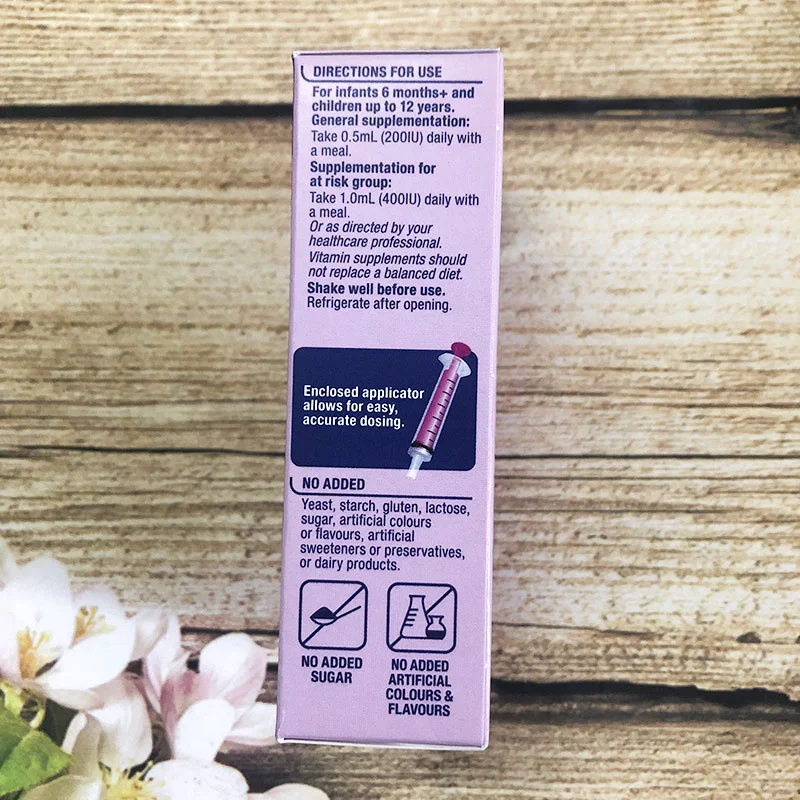 DIRECTIONS FOR USE
For infants 6 months+ and
children up to 12 years.
General supplementation:
Take 0.5mL (200IU) daily with
a meal.
Supplementation for
at risk group:
Take 1.0mL (400IU) daily with
a meal.
Or as directed by your
healthcare professional.
Vitamin supplements should
not replace a balanced diet.
Shake well before use.
Refrigerate after opening.
Enclosed applicator
allows for easy,
accurate dosing.
NO ADDED
Yeast, starch, gluten, lactose,
sugar, artificial colours
or flavours, artificial
sweeteners or preservatives,
or dairy products.
NO ADDED
SUGAR
NO ADDED
ARTIFICIAL
COLOURS &
FLAVOURS